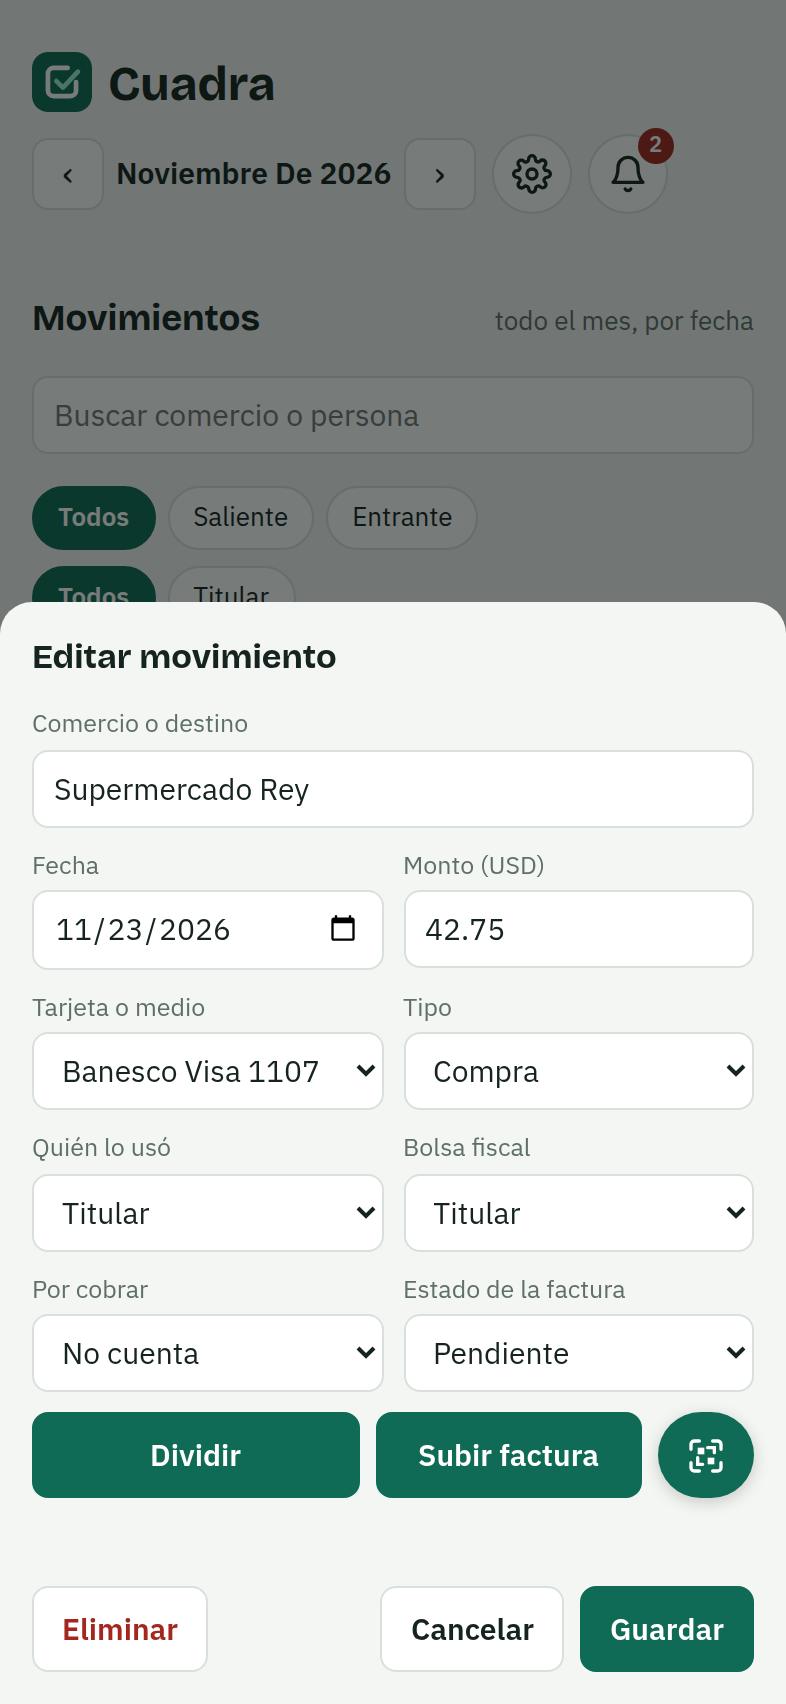 Cuadra
‹ Noviembre De 2026 › 2
Movimientos todo el mes, por fecha
Buscar comercio o persona
Todos Saliente Entrante
Todos Titular
Editar movimiento
Comercio o destino
Supermercado Rey
Fecha Monto (USD)
11/23/2026 42.75
Tarjeta o medio Tipo
Banesco Visa 1107 Compra
Quién lo usó Bolsa fiscal
Titular Titular
Por cobrar Estado de la factura
No cuenta Pendiente
Dividir Subir factura
Eliminar Cancelar Guardar